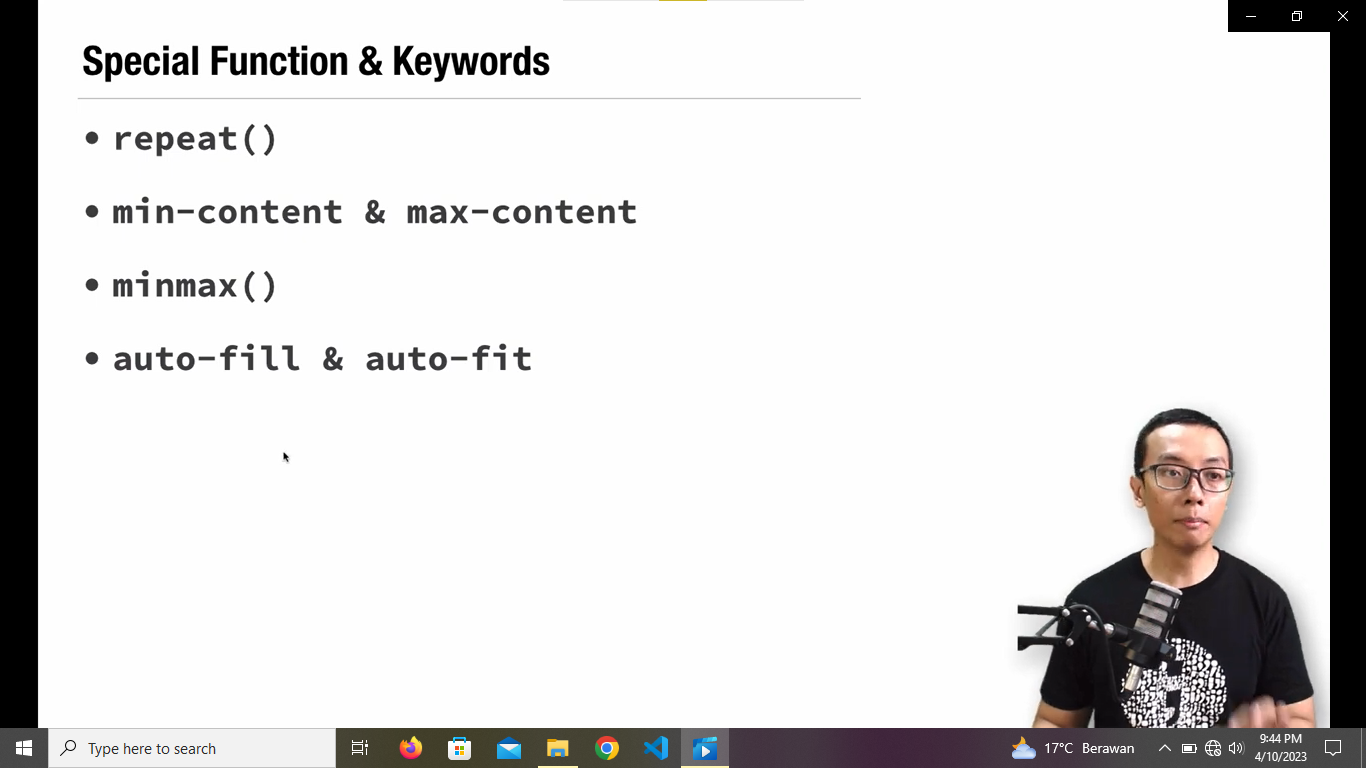 Special Function & Keywords
• repeat()
• min-content & max-content
• minmax()
• auto-fill & auto-fit
Type here to search
17°C Berawan
9:44 PM
4/10/2023